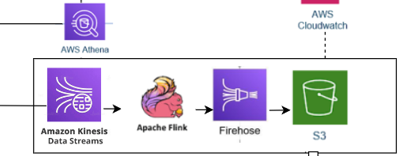 AWS
Cloudwatch
AWS Athena
Amazon Kinesis
Data Streams
Apache Flink
Firehose
S3